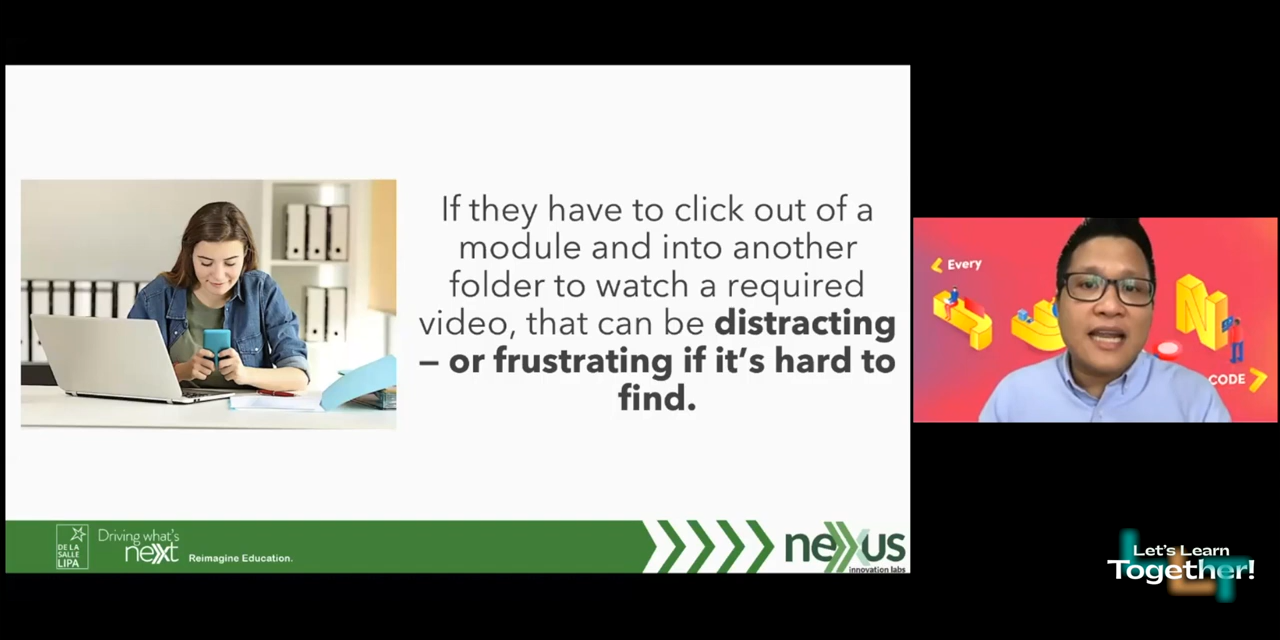 If they have to click out of a
module and into another
folder to watch a required
video, that can be distracting
– or frustrating if it's hard to
find.
DE LA
SALLE
LIPA
Driving what's
next
Reimagine Education.
nexus
innovation labs
Every
N
CODE
Let's Learn
Together!